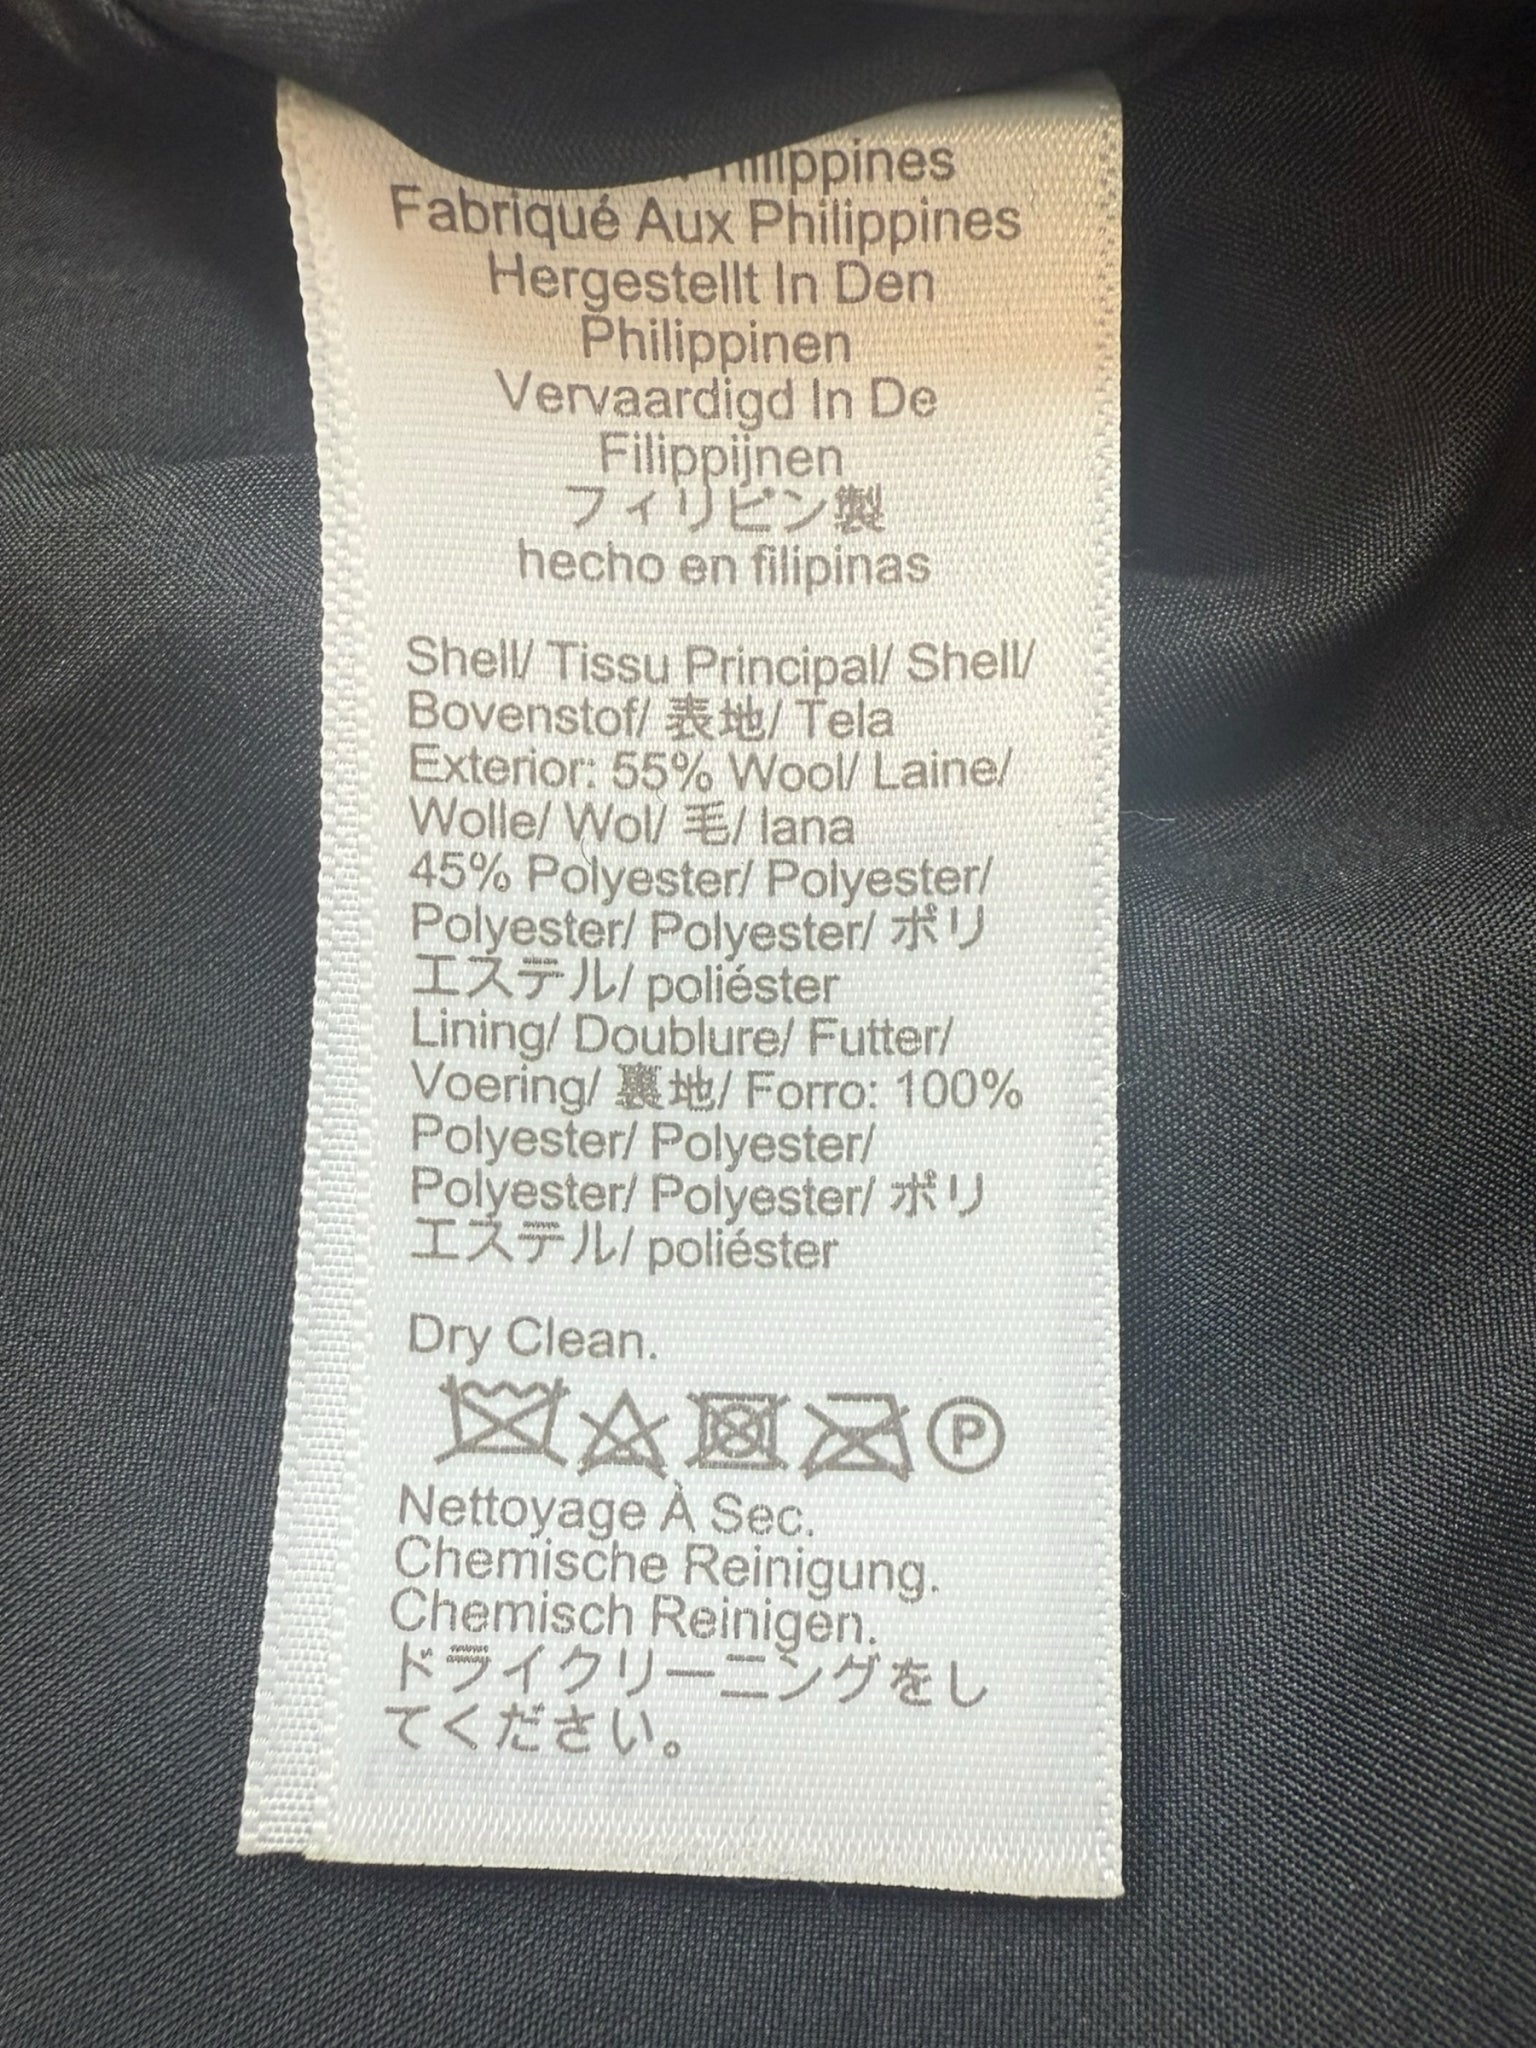 Philippines
Fabriqué Aux Philippines
Hergestellt In Den
Philippinen
Vervaardigd In De
Filippijnen
フィリピン製
hecho en filipinas
Shell/ Tissu Principal/ Shell/
Bovenstof/ 表地/ Tela
Exterior: 55% Wool/ Laine/
Wolle/ Wol/ 毛/ lana
45% Polyester/ Polyester/
Polyester/ Polyester/ ポリ
エステル/ poliéster
Lining/ Doublure/ Futter/
Voering/ 裏地/ Forro: 100%
Polyester/ Polyester/
Polyester/ Polyester/ ポリ
エステル/ poliéster
Dry Clean.
P
Nettoyage À Sec.
Chemische Reinigung.
Chemisch Reinigen.
ドライクリーニングをし
てください。